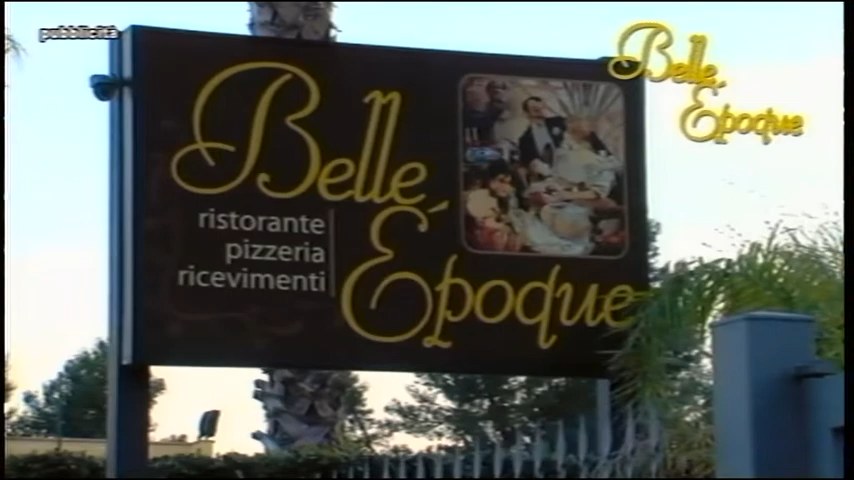 pubblicità
Belle
Époque
Belle
ristorante
pizzeria
ricevimenti
Époque